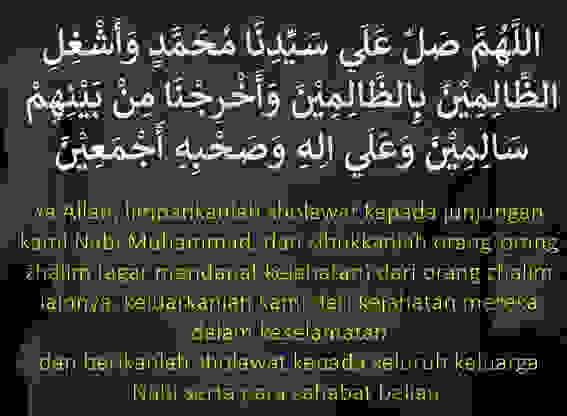 اللَّهُمَّ صَلِّ عَلَي سَيِّدِنَا مُحَمَّدٍ وَأَشْغِلِ
الظَّالِمِيْنَ بِالظَّالِمِيْنَ وَأَخْرِجْنَا مِنْ بَيْنِهِمْ
سَالِمِيْنَ وَعَلَي الِهِ وَصَحْبِهِ أَجْمَعِيْنَ
Ya Allah, limpahkanlah sholawat kepada junjungan
kami Nabi Muhammad, dan sibukkanlah orang-orang
zhalim (agar mendapat kejahatan) dari orang zhalim
lainnya, keluarkanlah kami dari kejahatan mereka
dalam keselamatan
dan berikanlah sholawat kepada seluruh keluarga
Nabi serta para sahabat beliau